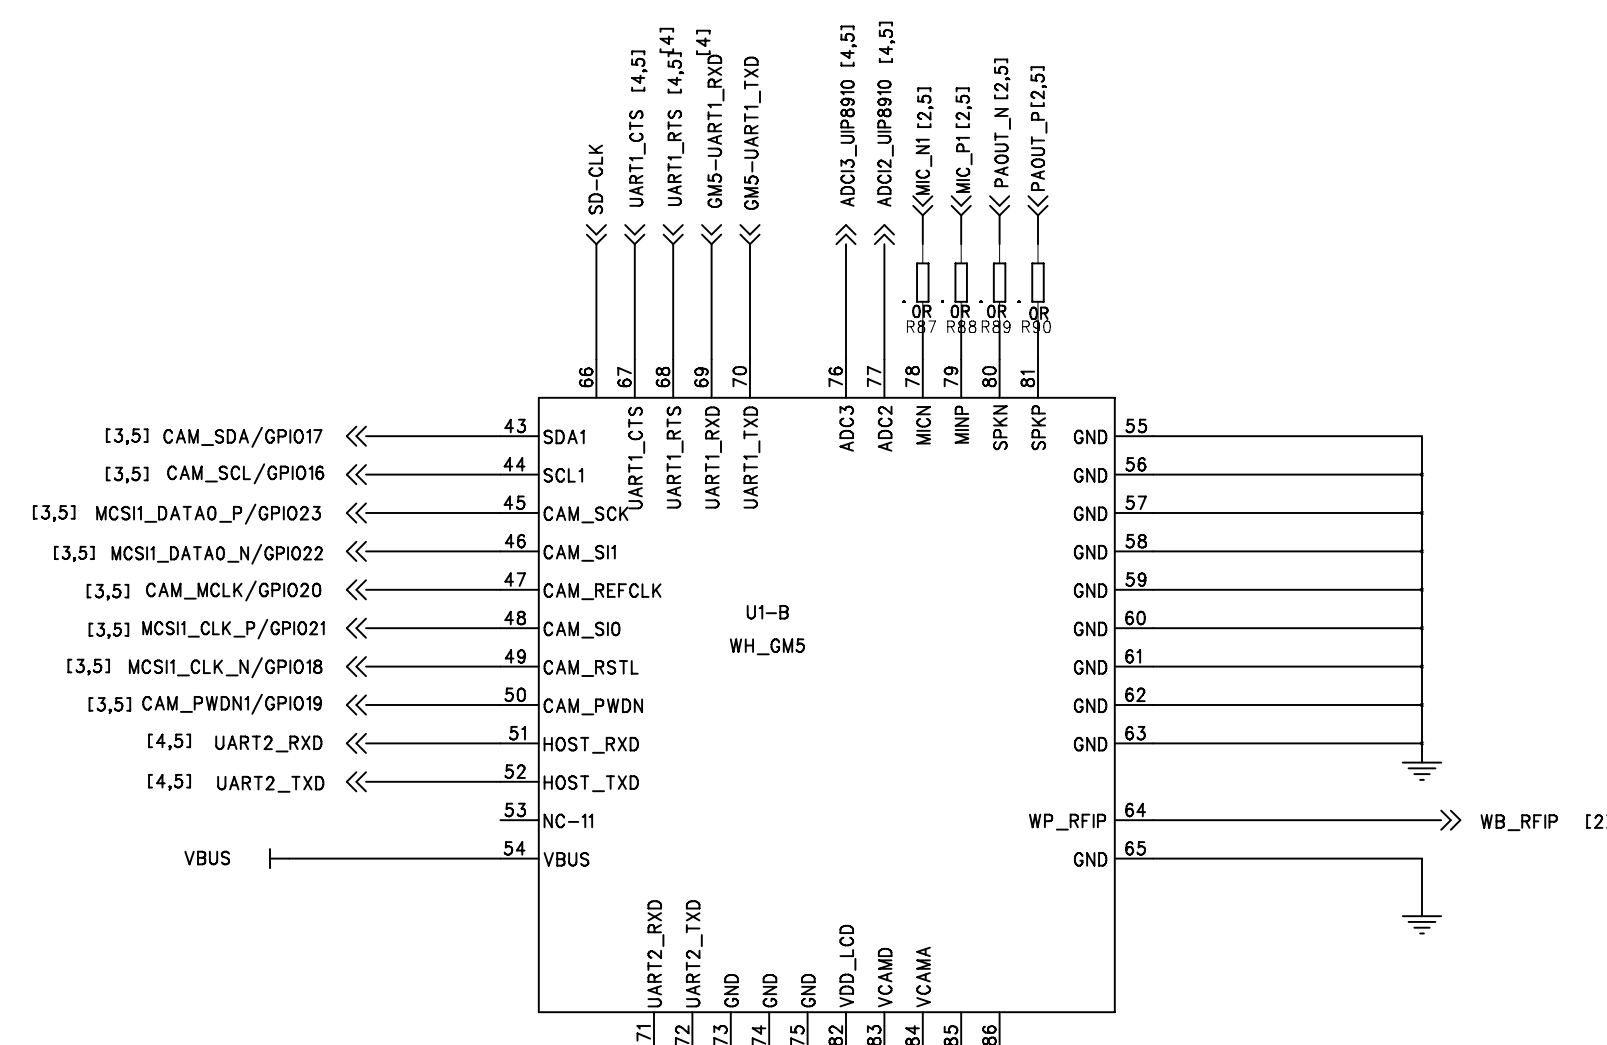 SD-CLK
UART1_CTS [4,5]
UART1_RTS [4,5]
[4]
GM5-UART1_RXD
[4]
GM5-UART1_TXD
ADCI3_UIP8910 [4,5]
ADCI2_UIP8910 [4,5]
MIC_N1 [2,5]
MIC_P1 [2,5]
PAOUT_N [2,5]
PAOUT_P [2,5]
0R 0R 0R 0R
R87 R88 R89 R90
66 67 68 69 70 76 77 78 79 80 81
UART1_CTS
UART1_RTS
UART1_RXD
UART1_TXD
ADC3
ADC2
MICN
MINP
SPKN
SPKP
[3,5] CAM_SDA/GPIO17 43 SDA1
[3,5] CAM_SCL/GPIO16 44 SCL1
[3,5] MCSI1_DATA0_P/GPIO23 45 CAM_SCK
[3,5] MCSI1_DATA0_N/GPIO22 46 CAM_SI1
[3,5] CAM_MCLK/GPIO20 47 CAM_REFCLK
[3,5] MCSI1_CLK_P/GPIO21 48 CAM_SI0
[3,5] MCSI1_CLK_N/GPIO18 49 CAM_RSTL
[3,5] CAM_PWDN1/GPIO19 50 CAM_PWDN
[4,5] UART2_RXD 51 HOST_RXD
[4,5] UART2_TXD 52 HOST_TXD
53 NC-11
VBUS 54 VBUS
U1-B
WH_GM5
GND 55
GND 56
GND 57
GND 58
GND 59
GND 60
GND 61
GND 62
GND 63
WP_RFIP 64 WB_RFIP [2]
GND 65
UART2_RXD
UART2_TXD
GND
GND
GND
VDD_LCD
VCAMD
VCAMA
71 72 73 74 75 82 83 84 85 86